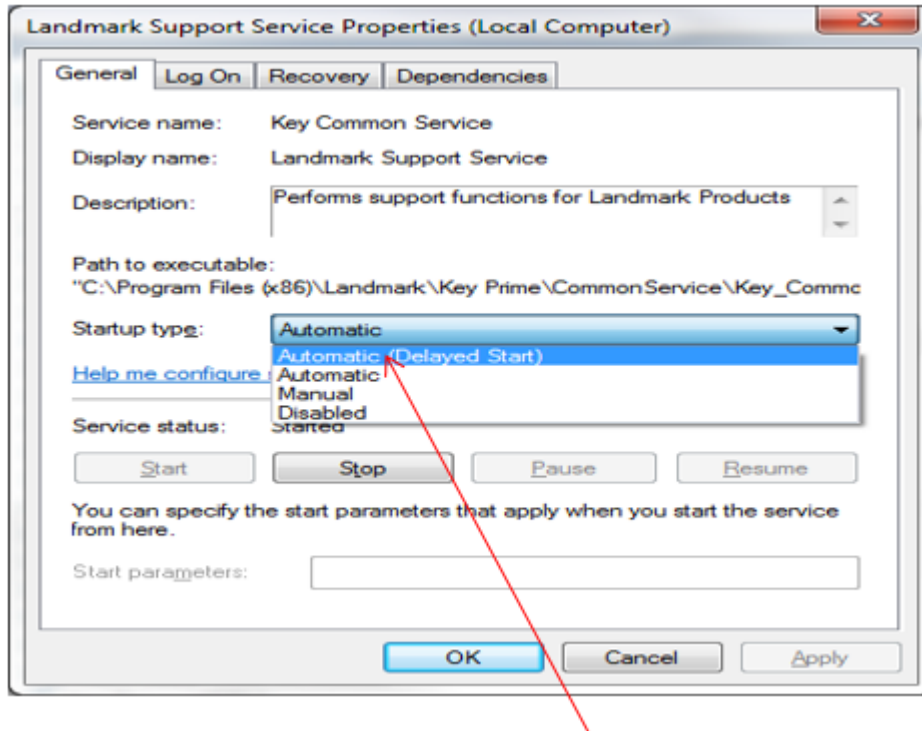 Landmark Support Service Properties (Local Computer)
General Log On Recovery Dependencies
Service name: Key Common Service
Display name: Landmark Support Service
Description: Performs support functions for Landmark Products
Path to executable:
"C:\Program Files (x86)\Landmark\Key Prime\CommonService\Key_Commo
Startup type: Automatic
Automatic (Delayed Start)
Help me configure Automatic
Manual
Disabled
Service status: Started
Start Stop Pause Resume
You can specify the start parameters that apply when you start the service
from here.
Start parameters:
OK Cancel Apply